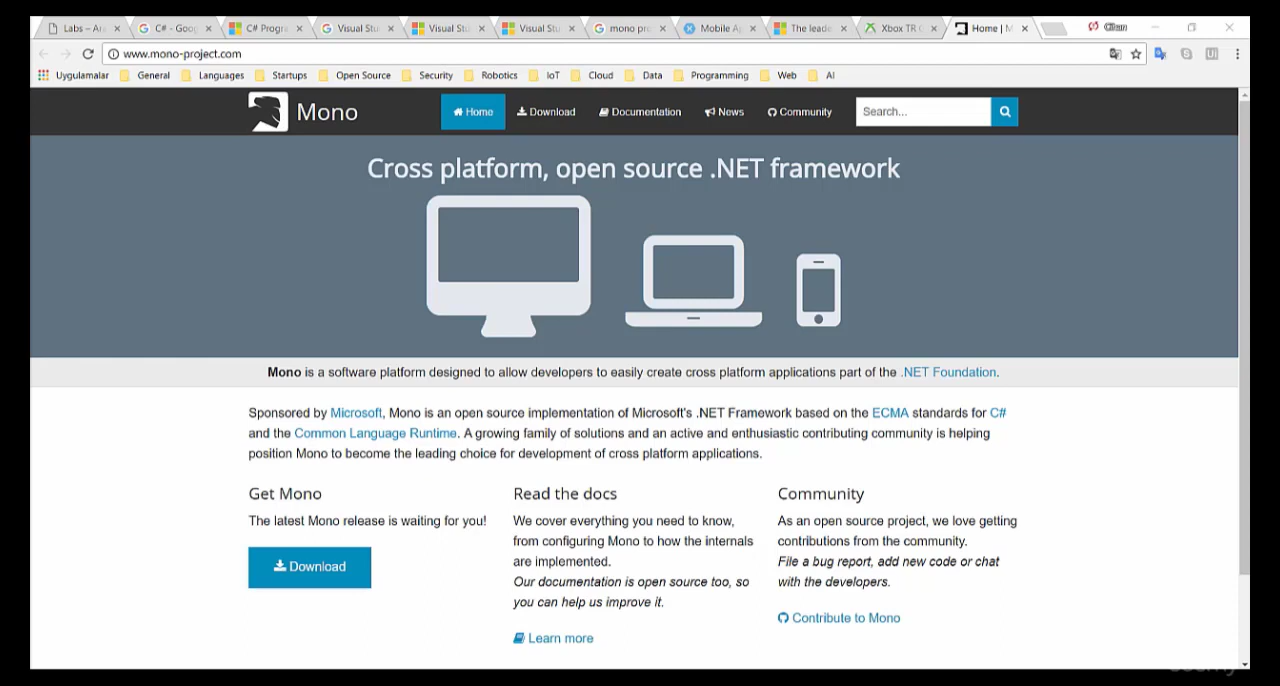 Labs – Ar
C# - Goog
C# Progra
Visual Stu
Visual Stu
Visual Stu
mono pro
Mobile Ap
The leade
Xbox TR
Home | M
www.mono-project.com
Uygulamalar General Languages Startups Open Source Security Robotics IoT Cloud Data Programming Web AI
Mono Home Download Documentation News Community Search...
Cross platform, open source .NET framework
Mono is a software platform designed to allow developers to easily create cross platform applications part of the .NET Foundation.
Sponsored by Microsoft, Mono is an open source implementation of Microsoft's .NET Framework based on the ECMA standards for C#
and the Common Language Runtime. A growing family of solutions and an active and enthusiastic contributing community is helping
position Mono to become the leading choice for development of cross platform applications.
Get Mono
The latest Mono release is waiting for you!
Download
Read the docs
We cover everything you need to know,
from configuring Mono to how the internals
are implemented.
Our documentation is open source too, so
you can help us improve it.
Learn more
Community
As an open source project, we love getting
contributions from the community.
File a bug report, add new code or chat
with the developers.
Contribute to Mono